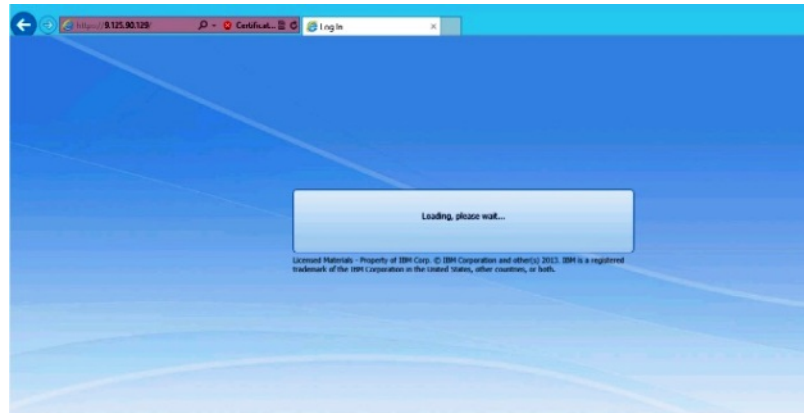 https://9.125.90.129/
Certificat...
Log In
Loading, please wait...
Licensed Materials - Property of IBM Corp. © IBM Corporation and other(s) 2013. IBM is a registered
trademark of the IBM Corporation in the United States, other countries, or both.